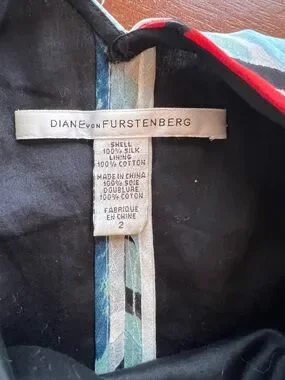 DIANE VON FURSTENBERG
SHELL
100% SILK
LINING
100% COTTON
MADE IN CHINA
100% SOIE
DOUBLURE
100% COTON
FABRIQUE
EN CHINE
2